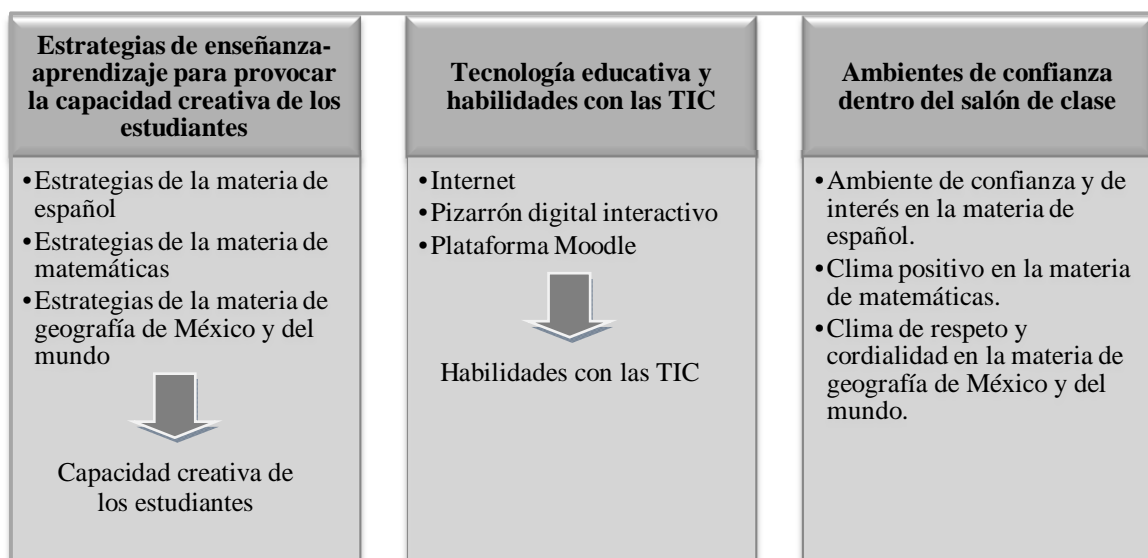 Estrategias de enseñanza-
aprendizaje para provocar
la capacidad creativa de los
estudiantes
•Estrategias de la materia de
español
•Estrategias de la materia de
matemáticas
•Estrategias de la materia de
geografía de México y del
mundo
Capacidad creativa de
los estudiantes
Tecnología educativa y
habilidades con las TIC
•Internet
•Pizarrón digital interactivo
•Plataforma Moodle
Habilidades con las TIC
Ambientes de confianza
dentro del salón de clase
•Ambiente de confianza y de
interés en la materia de
español.
•Clima positivo en la materia
de matemáticas.
•Clima de respeto y
cordialidad en la materia de
geografía de México y del
mundo.